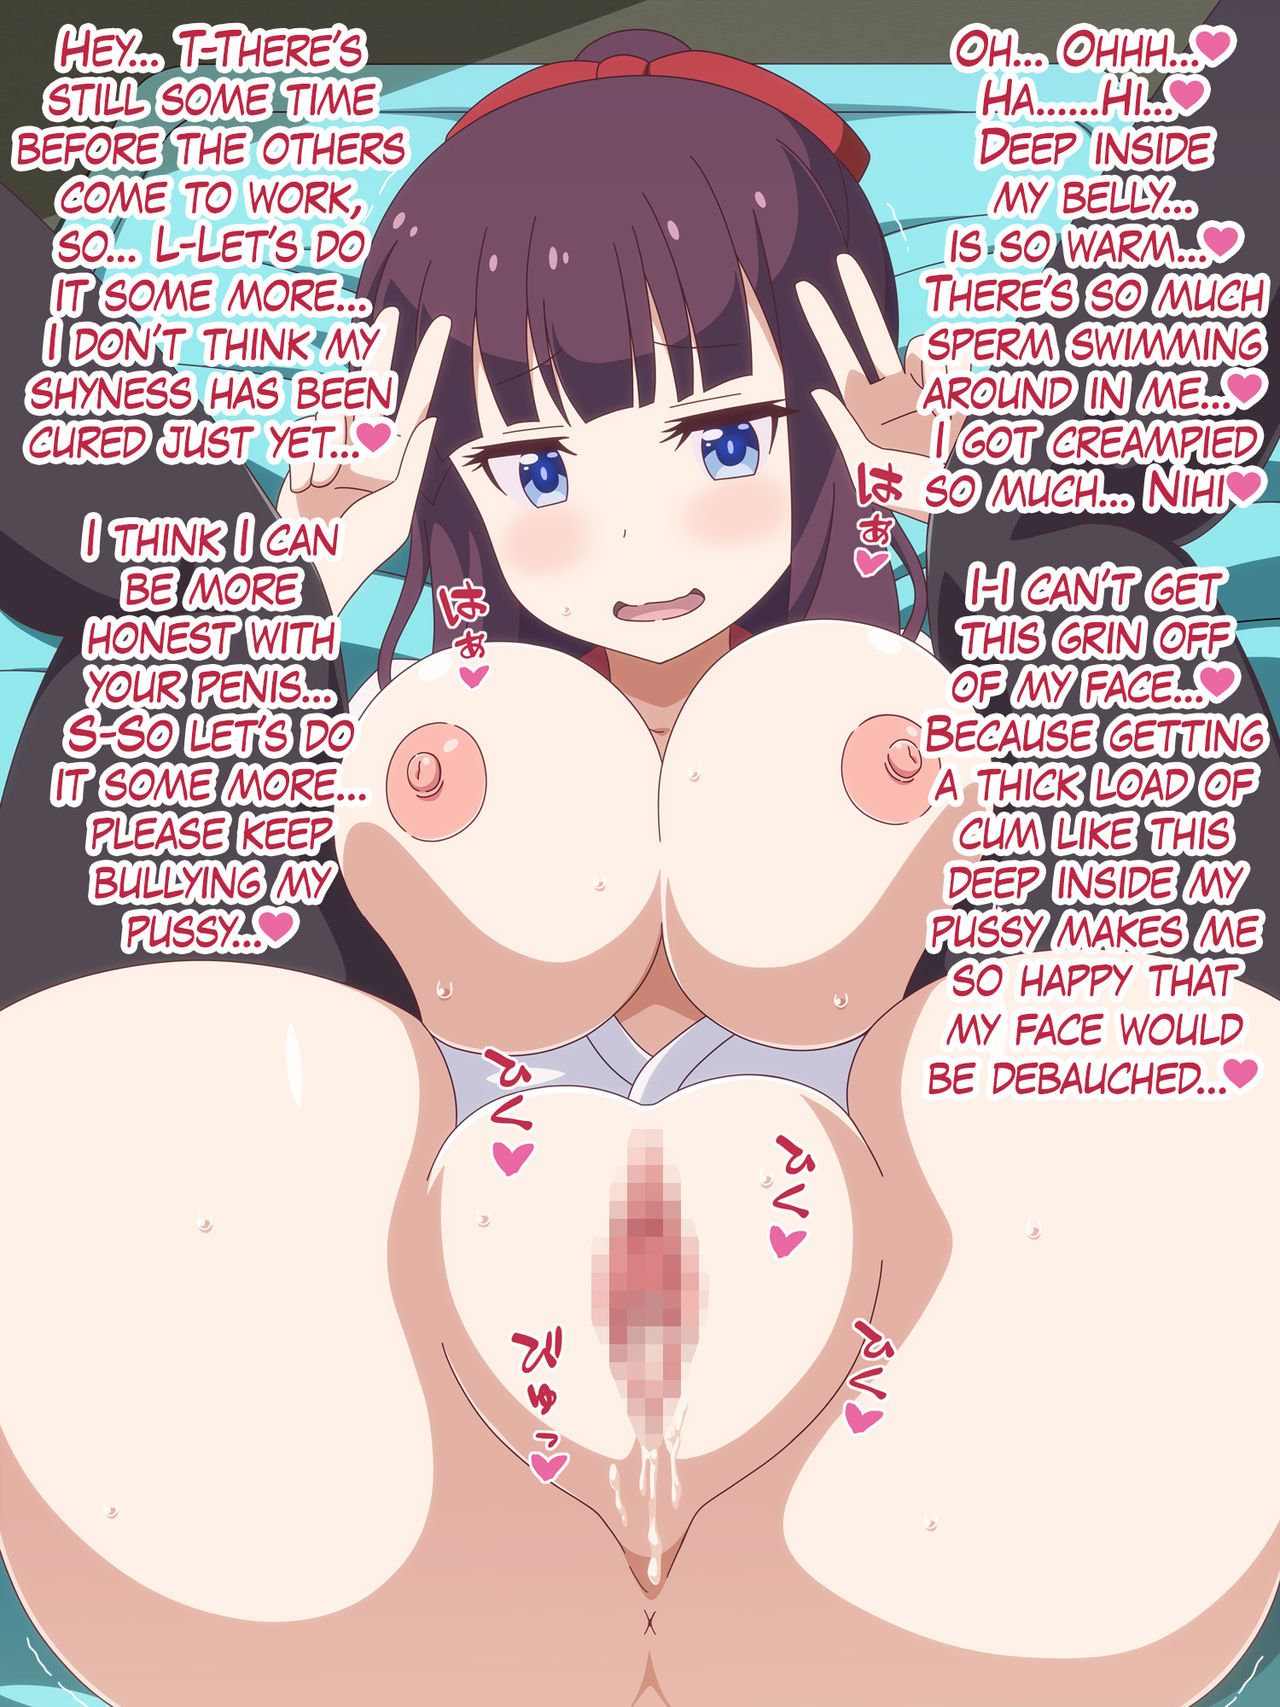 HEY... T-THERE'S
STILL SOME TIME
BEFORE THE OTHERS
COME TO WORK,
SO... L-LET'S DO
IT SOME MORE...
I DON'T THINK MY
SHYNESS HAS BEEN
CURED JUST YET...♥
I THINK I CAN
BE MORE
HONEST WITH
YOUR PENIS...
S-SO LET'S DO
IT SOME MORE...
PLEASE KEEP
BULLYING MY
PUSSY...♥
OH... OHHH...♥
HA......HI...♥
DEEP INSIDE
MY BELLY...
IS SO WARM...♥
THERE'S SO MUCH
SPERM SWIMMING
AROUND IN ME...♥
I GOT CREAMPIED
SO MUCH... NIHI♥
I-I CAN'T GET
THIS GRIN OFF
OF MY FACE...♥
BECAUSE GETTING
A THICK LOAD OF
CUM LIKE THIS
DEEP INSIDE MY
PUSSY MAKES ME
SO HAPPY THAT
MY FACE WOULD
BE DEBAUCHED...♥
はぁ♥
はぁ♥
ひく♥
ひく♥
でゅっ♥
ひく♥